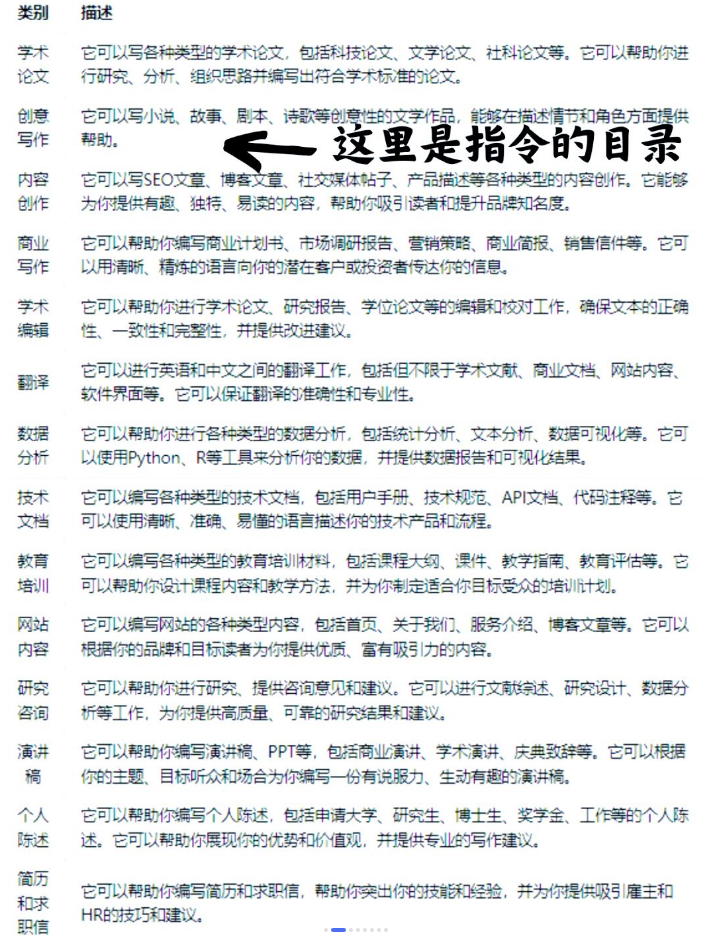 类别 描述
学术 它可以写各种类型的学术论文，包括科技论文、文学论文、社科论文等。它可以帮助你进
论文 行研究、分析、组织思路并编写出符合学术标准的论文。
创意 它可以写小说、故事、剧本、诗歌等创意性的文学作品，能够在描述情节和角色方面提供
写作 帮助。
这里是指令的目录
内容 它可以写SEO文章、博客文章、社交媒体帖子、产品描述等各种类型的内容创作。它能够
创作 为你提供有趣、独特、易读的内容，帮助你吸引读者和提升品牌知名度。
商业 它可以帮助你编写商业计划书、市场调研报告、营销策略、商业简报、销售信件等。它可
写作 以用清晰、精炼的语言向你的潜在客户或投资者传达你的信息。
学术 它可以帮助你进行学术论文、研究报告、学位论文等的编辑和校对工作，确保文本的正确
编辑 性、一致性和完整性，并提供改进建议。
翻译 它可以进行英语和中文之间的翻译工作，包括但不限于学术文献、商业文档、网站内容、
软件界面等。它可以保证翻译的准确性和专业性。
数据 它可以帮助你进行各种类型的数据分析，包括统计分析、文本分析、数据可视化等。它可
分析 以使用Python、R等工具来分析你的数据，并提供数据报告和可视化结果。
技术 它可以编写各种类型的技术文档，包括用户手册、技术规范、API文档、代码注释等。它
文档 可以使用清晰、准确、易懂的语言描述你的技术产品和流程。
教育 它可以编写各种类型的教育培训材料，包括课程大纲、课件、教学指南、教育评估等。它
培训 可以帮助你设计课程内容和教学方法，并为你制定适合你目标受众的培训计划。
网站 它可以编写网站的各种类型内容，包括首页、关于我们、服务介绍、博客文章等。它可以
内容 根据你的品牌和目标读者为你提供优质、富有吸引力的内容。
研究 它可以帮助你进行研究、提供咨询意见和建议。它可以进行文献综述、研究设计、数据分
咨询 析等工作，为你提供高质量、可靠的研究结果和建议。
演讲 它可以帮助你编写演讲稿、PPT等，包括商业演讲、学术演讲、庆典致辞等。它可以根据
稿 你的主题、目标听众和场合为你编写一份有说服力、生动有趣的演讲稿。
个人 它可以帮助你编写个人陈述，包括申请大学、研究生、博士生、奖学金、工作等的个人陈
陈述 述。它可以帮助你展现你的优势和价值观，并提供专业的写作建议。
简历
和求 它可以帮助你编写简历和求职信，帮助你突出你的技能和经验，并为你提供吸引雇主和
职信 HR的技巧和建议。